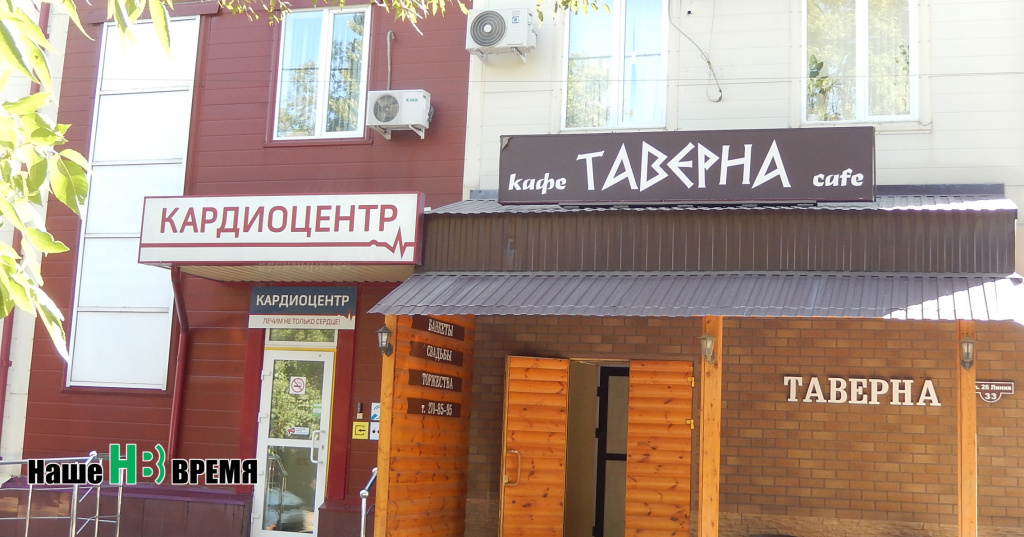 КАРДИОЦЕНТР
кафе ТАВЕРНА cafe
КАРДИОЦЕНТР
ЛЕЧИМ НЕ ТОЛЬКО СЕРДЦЕ!
БАНКЕТЫ
СВАДЬБЫ
ТОРЖЕСТВА
т. 270-85-95
ТАВЕРНА
26 Линия
33
Наше НВ ВРЕМЯ